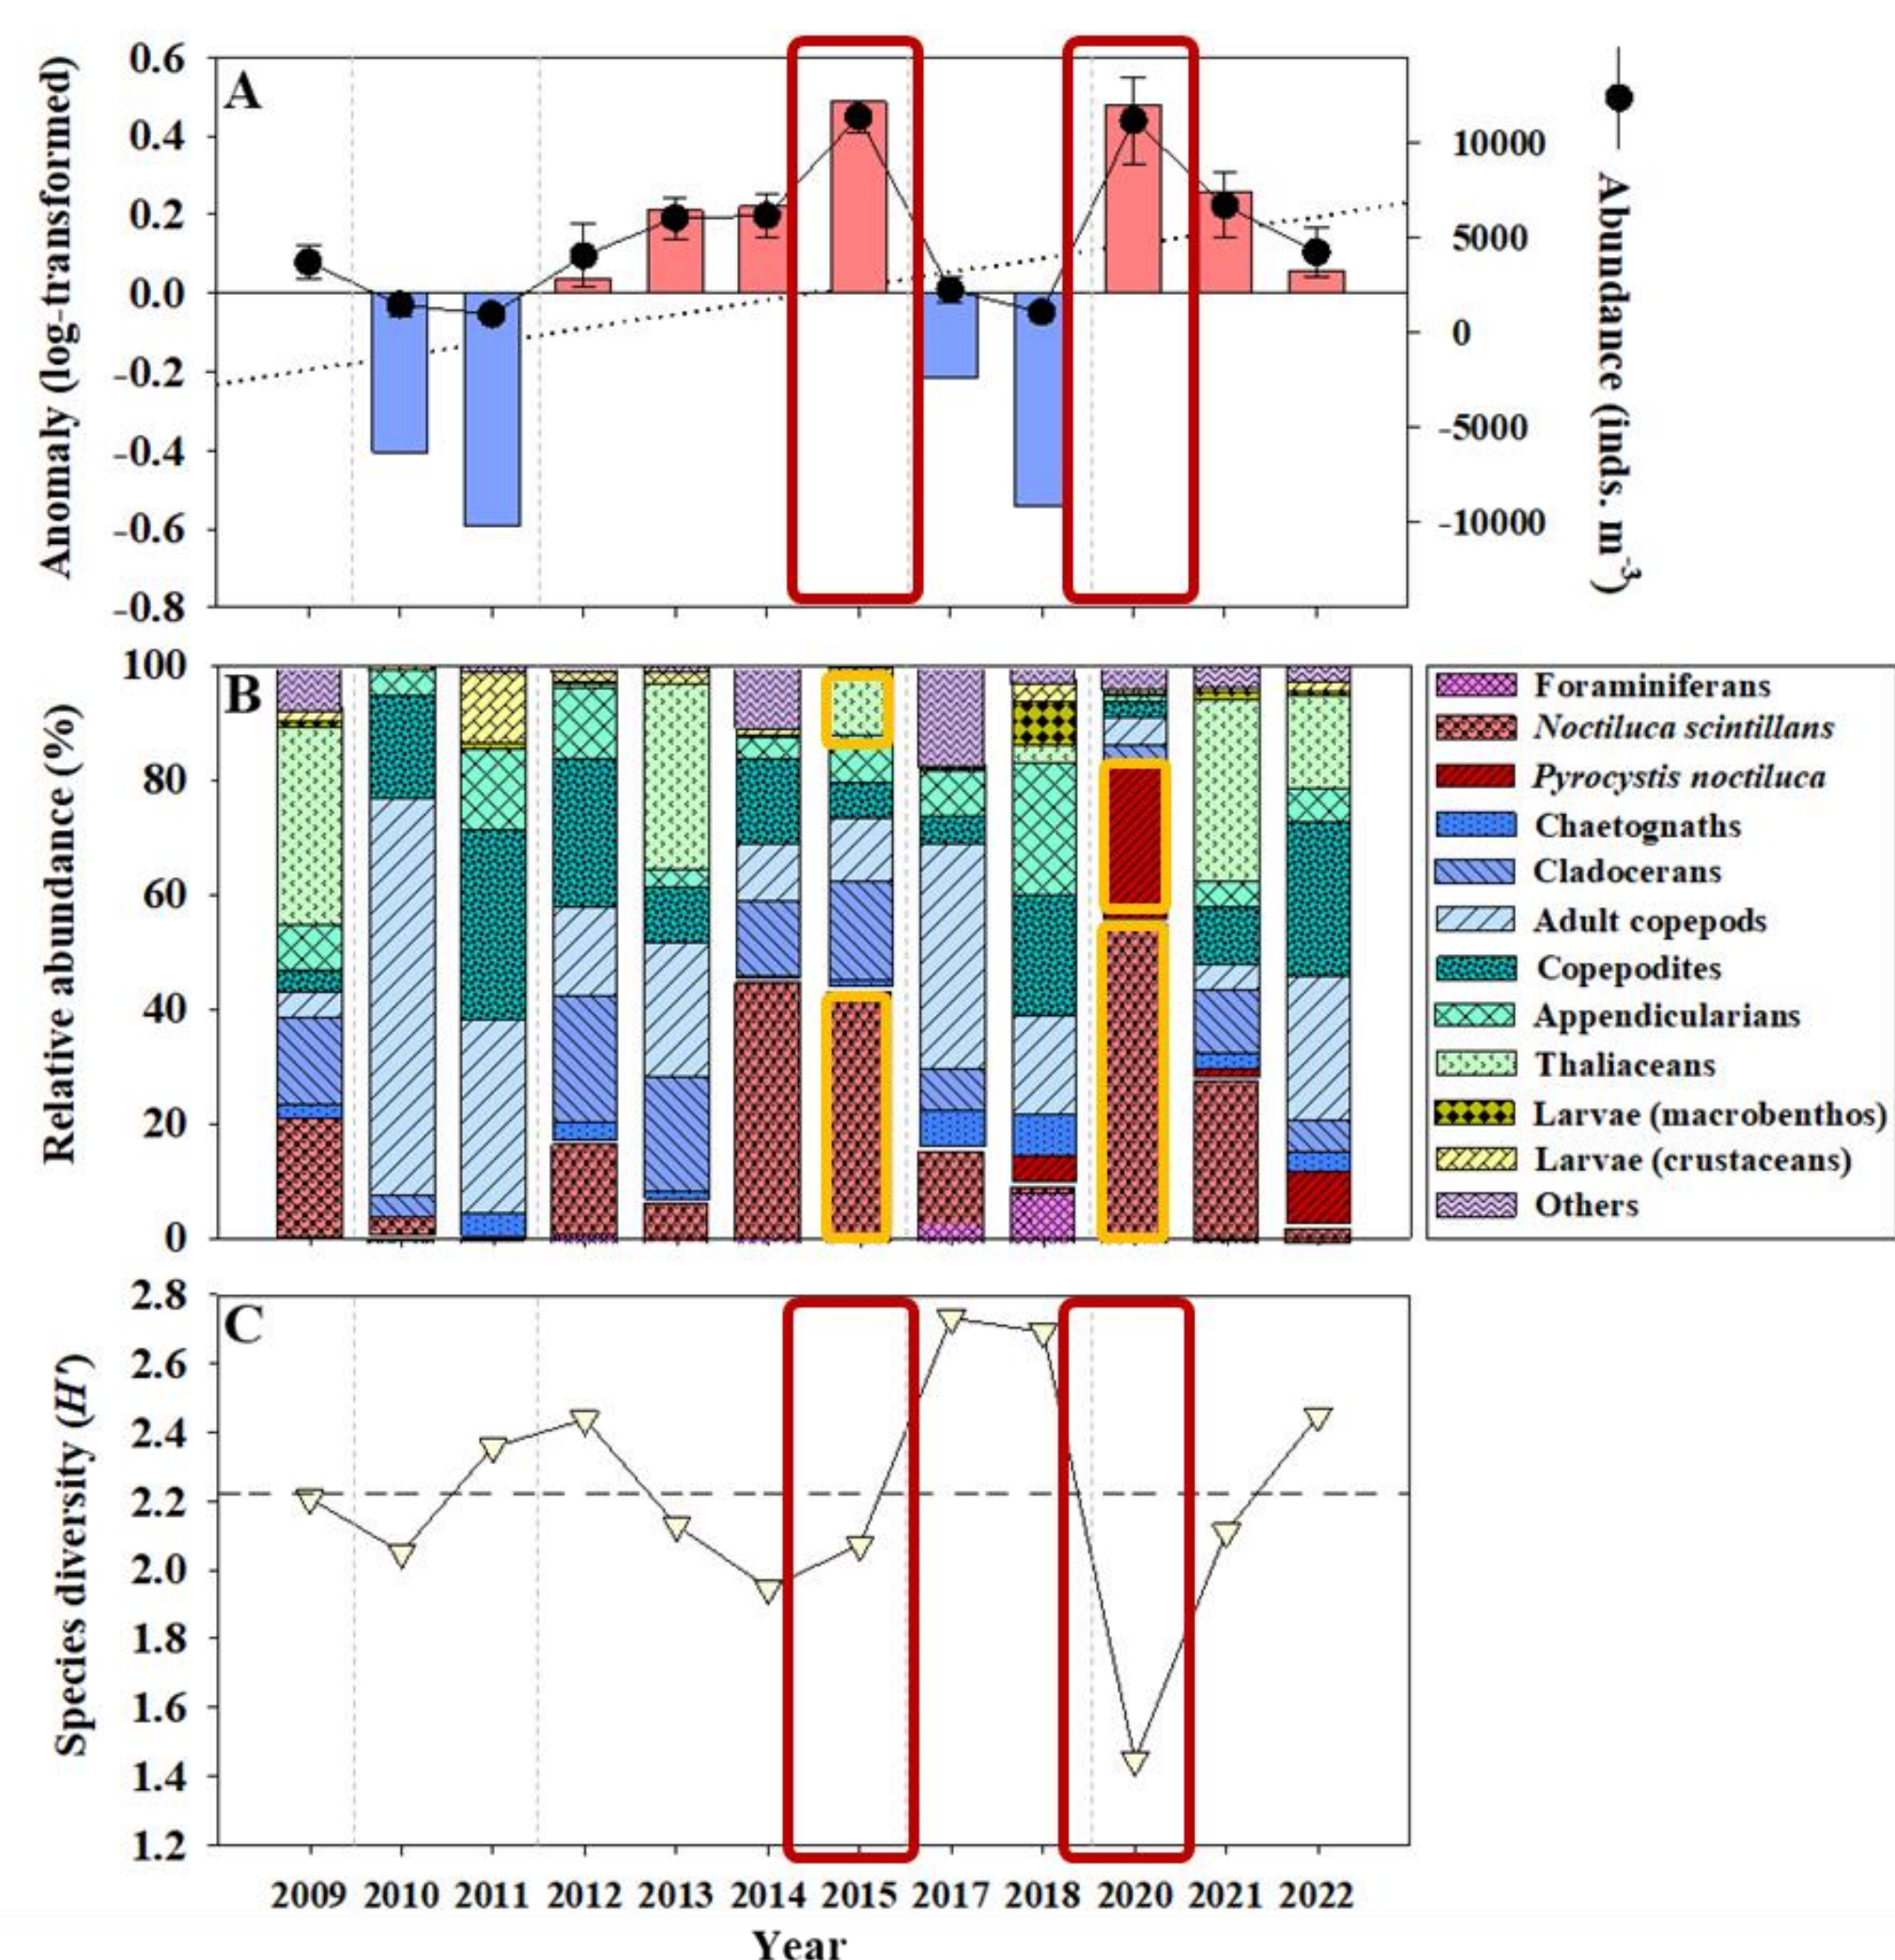 A
Anomaly (log-transformed)
0.6
0.4
0.2
0.0
-0.2
-0.4
-0.6
-0.8
10000
5000
0
-5000
-10000
Abundance (inds. m⁻³)
B
Relative abundance (%)
100
80
60
40
20
0
Foraminiferans
Noctiluca scintillans
Pyrocystis noctiluca
Chaetognaths
Cladocerans
Adult copepods
Copepodites
Appendicularians
Thaliaceans
Larvae (macrobenthos)
Larvae (crustaceans)
Others
C
Species diversity (H')
2.8
2.6
2.4
2.2
2.0
1.8
1.6
1.4
1.2
2009 2010 2011 2012 2013 2014 2015 2017 2018 2020 2021 2022
Year